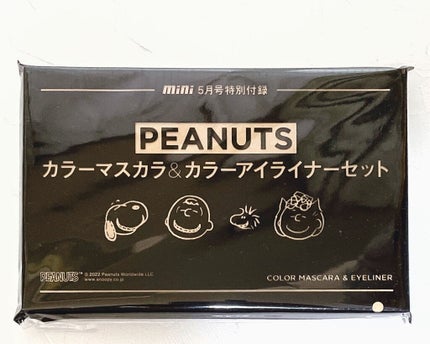 mini 5月号特別付録
PEANUTS
カラーマスカラ&カラーアイライナーセット
PEANUTS™ © 2022 Peanuts Worldwide LLC
www.snoopy.co.jp
COLOR MASCARA & EYELINER